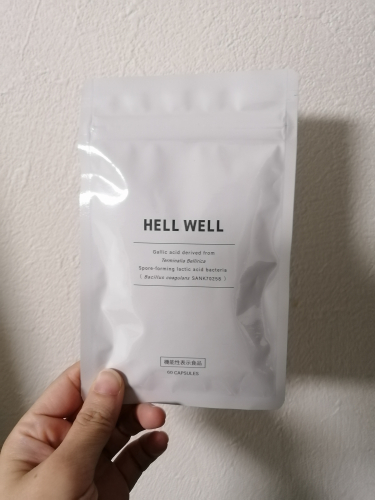 HELL WELL
Gallic acid derived from
Terminalia Bellirica
Spore-forming lactic acid bacteria
( Bacillus coagulans SANK70258 )
機能性表示食品
60 CAPSULES